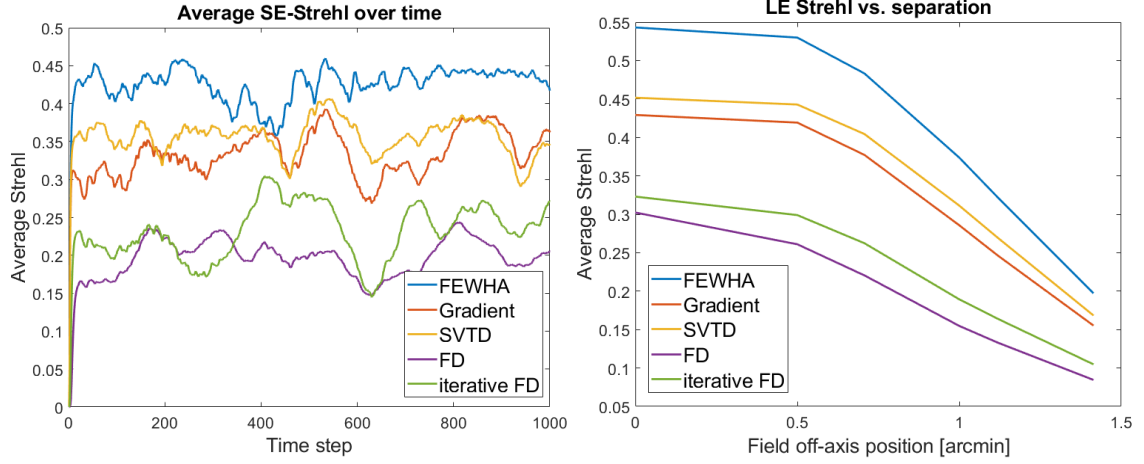 Average SE-Strehl over time
Average Strehl
0.5
0.45
0.4
0.35
0.3
0.25
0.2
0.15
0.1
0.05
0
0 200 400 600 800 1000
Time step
FEWHA
Gradient
SVTD
FD
iterative FD
LE Strehl vs. separation
Average Strehl
0.55
0.5
0.45
0.4
0.35
0.3
0.25
0.2
0.15
0.1
0.05
0 0.5 1 1.5
Field off-axis position [arcmin]
FEWHA
Gradient
SVTD
FD
iterative FD